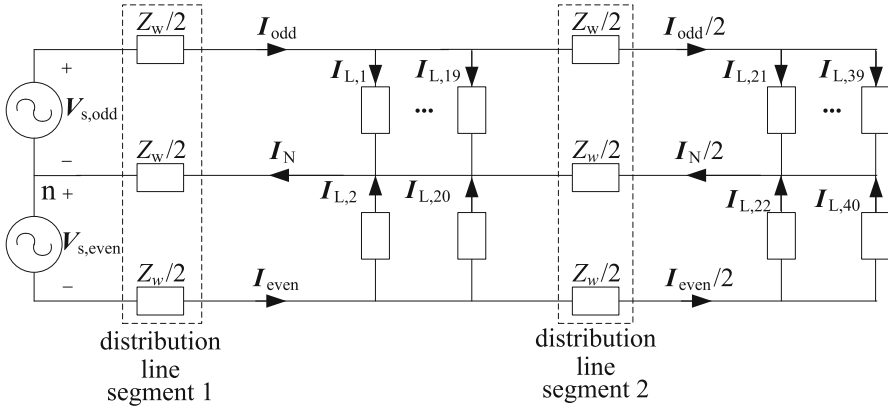 Z_w/2
I_odd
Z_w/2
I_odd/2
+
I_L,1
I_L,19
I_L,21
I_L,39
V_s,odd
...
...
−
Z_w/2
I_N
Z_w/2
I_N/2
n
+
I_L,2
I_L,20
I_L,22
I_L,40
V_s,even
−
Z_w/2
I_even
Z_w/2
I_even/2
distribution
line
segment 1
distribution
line
segment 2